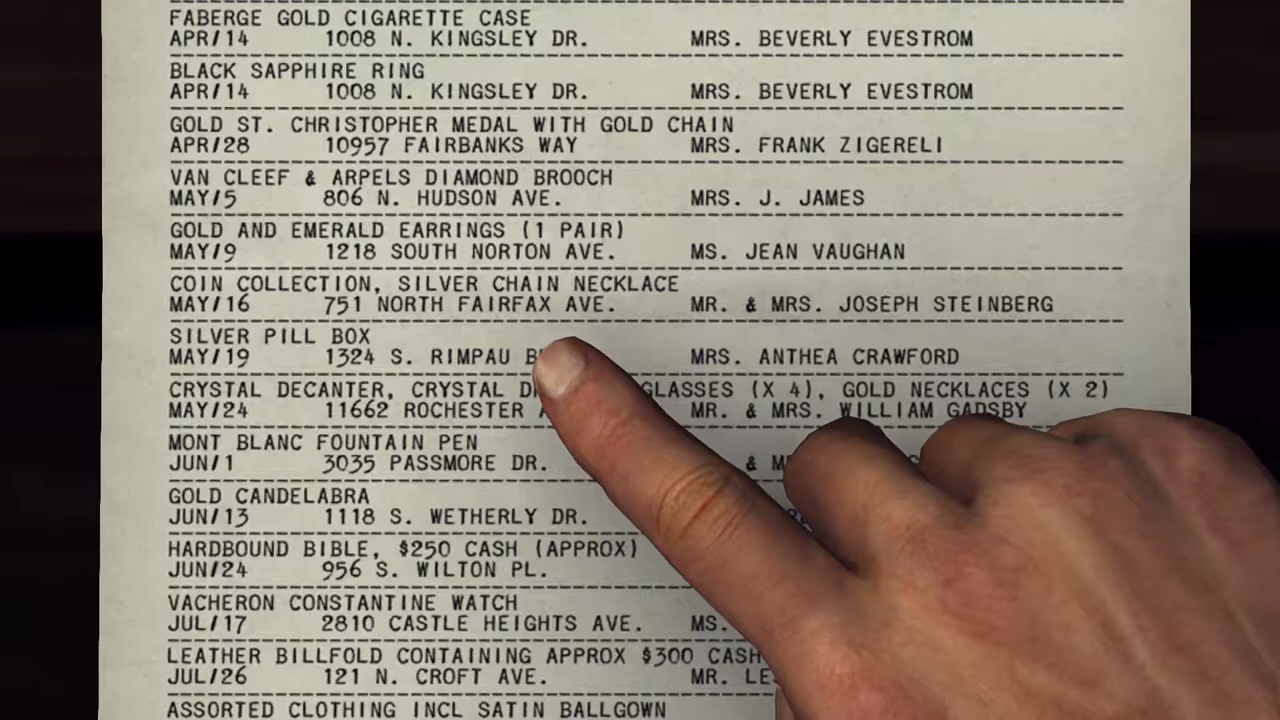 FABERGE GOLD CIGARETTE CASE
APR/14 1008 N. KINGSLEY DR. MRS. BEVERLY EVESTROM
BLACK SAPPHIRE RING
APR/14 1008 N. KINGSLEY DR. MRS. BEVERLY EVESTROM
GOLD ST. CHRISTOPHER MEDAL WITH GOLD CHAIN
APR/28 10957 FAIRBANKS WAY MRS. FRANK ZIGERELI
VAN CLEEF & ARPELS DIAMOND BROOCH
MAY/5 806 N. HUDSON AVE. MRS. J. JAMES
GOLD AND EMERALD EARRINGS (1 PAIR)
MAY/9 1218 SOUTH NORTON AVE. MS. JEAN VAUGHAN
COIN COLLECTION, SILVER CHAIN NECKLACE
MAY/16 751 NORTH FAIRFAX AVE. MR. & MRS. JOSEPH STEINBERG
SILVER PILL BOX
MAY/19 1324 S. RIMPAU MRS. ANTHEA CRAWFORD
CRYSTAL DECANTER, CRYSTAL GLASSES (X 4), GOLD NECKLACES (X 2)
MAY/24 11662 ROCHESTER MR. & MRS. WILLIAM GADSBY
MONT BLANC FOUNTAIN PEN
JUN/1 3035 PASSMORE DR. &
GOLD CANDELABRA
JUN/13 1118 S. WETHERLY DR.
HARDBOUND BIBLE, $250 CASH (APPROX)
JUN/24 956 S. WILTON PL.
VACHERON CONSTANTINE WATCH
JUL/17 2810 CASTLE HEIGHTS AVE. MS.
LEATHER BILLFOLD CONTAINING APPROX $300 CASH
JUL/26 121 N. CROFT AVE. MR.
ASSORTED CLOTHING INCL SATIN BALLGOWN